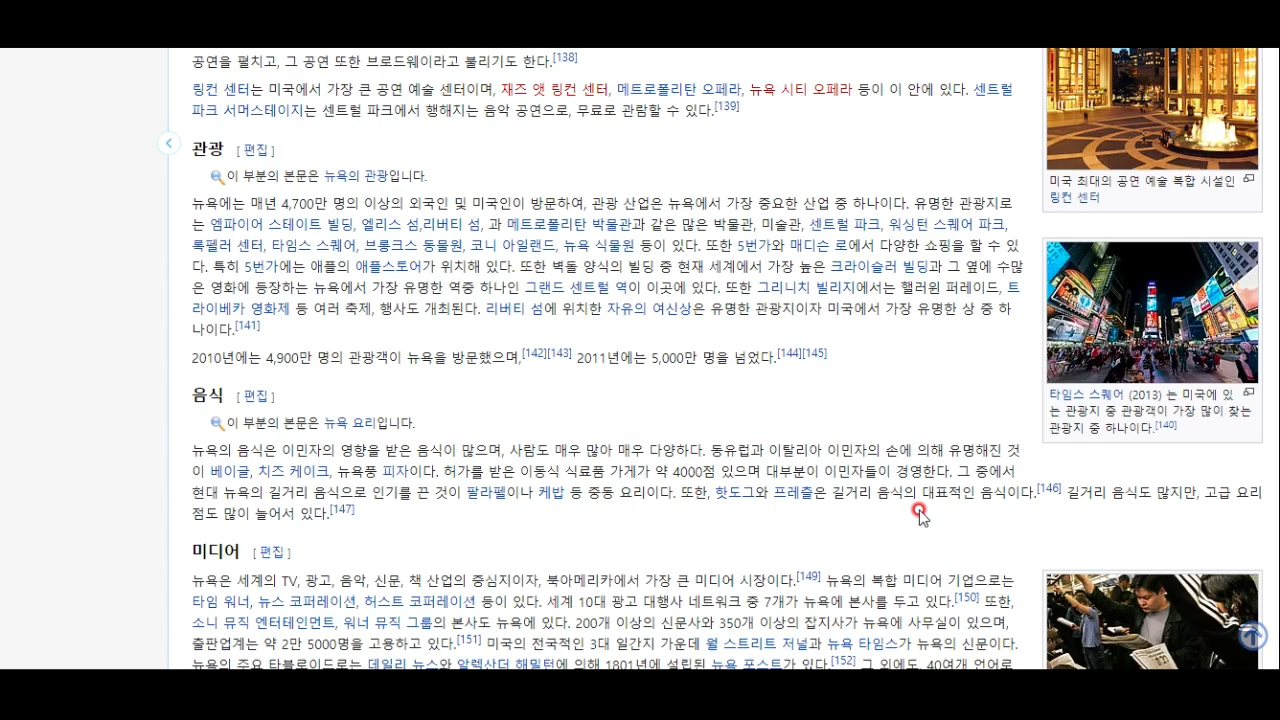 공연을 펼치고, 그 공연 또한 브로드웨이라고 불리기도 한다.[138]
링컨 센터는 미국에서 가장 큰 공연 예술 센터이며, 재즈 앳 링컨 센터, 메트로폴리탄 오페라, 뉴욕 시티 오페라 등이 이 안에 있다. 센트럴
파크 서머스테이지는 센트럴 파크에서 행해지는 음악 공연으로, 무료로 관람할 수 있다.[139]
미국 최대의 공연 예술 복합 시설인
링컨 센터
관광 [편집]
이 부분의 본문은 뉴욕의 관광입니다.
뉴욕에는 매년 4,700만 명의 이상의 외국인 및 미국인이 방문하여, 관광 산업은 뉴욕에서 가장 중요한 산업 중 하나이다. 유명한 관광지로
는 엠파이어 스테이트 빌딩, 엘리스 섬,리버티 섬, 과 메트로폴리탄 박물관과 같은 많은 박물관, 미술관, 센트럴 파크, 워싱턴 스퀘어 파크,
록펠러 센터, 타임스 스퀘어, 브롱크스 동물원, 코니 아일랜드, 뉴욕 식물원 등이 있다. 또한 5번가와 매디슨 로에서 다양한 쇼핑을 할 수 있
다. 특히 5번가에는 애플의 애플스토어가 위치해 있다. 또한 벽돌 양식의 빌딩 중 현재 세계에서 가장 높은 크라이슬러 빌딩과 그 옆에 수많
은 영화에 등장하는 뉴욕에서 가장 유명한 역중 하나인 그랜드 센트럴 역이 이곳에 있다. 또한 그리니치 빌리지에서는 핼러윈 퍼레이드, 트
라이베카 영화제 등 여러 축제, 행사도 개최된다. 리버티 섬에 위치한 자유의 여신상은 유명한 관광지이자 미국에서 가장 유명한 상 중 하
나이다.[141]
2010년에는 4,900만 명의 관광객이 뉴욕을 방문했으며,[142][143] 2011년에는 5,000만 명을 넘었다.[144][145]
타임스 스퀘어 (2013) 는 미국에 있
는 관광지 중 관광객이 가장 많이 찾는
관광지 중 하나이다.[140]
음식 [편집]
이 부분의 본문은 뉴욕 요리입니다.
뉴욕의 음식은 이민자의 영향을 받은 음식이 많으며, 사람도 매우 많아 매우 다양하다. 동유럽과 이탈리아 이민자의 손에 의해 유명해진 것
이 베이글, 치즈 케이크, 뉴욕풍 피자이다. 허가를 받은 이동식 식료품 가게가 약 4000점 있으며 대부분이 이민자들이 경영한다. 그 중에서
현대 뉴욕의 길거리 음식으로 인기를 끈 것이 팔라펠이나 케밥 등 중동 요리이다. 또한, 핫도그와 프레츨은 길거리 음식의 대표적인 음식이다.[146] 길거리 음식도 많지만, 고급 요리
점도 많이 늘어서 있다.[147]
미디어 [편집]
뉴욕은 세계의 TV, 광고, 음악, 신문, 책 산업의 중심지이자, 북아메리카에서 가장 큰 미디어 시장이다.[149] 뉴욕의 복합 미디어 기업으로는
타임 워너, 뉴스 코퍼레이션, 허스트 코퍼레이션 등이 있다. 세계 10대 광고 대행사 네트워크 중 7개가 뉴욕에 본사를 두고 있다.[150] 또한,
소니 뮤직 엔터테인먼트, 워너 뮤직 그룹의 본사도 뉴욕에 있다. 200개 이상의 신문사와 350개 이상의 잡지사가 뉴욕에 사무실이 있으며,
출판업계는 약 2만 5000명을 고용하고 있다.[151] 미국의 전국적인 3대 일간지 가운데 월 스트리트 저널과 뉴욕 타임스가 뉴욕의 신문이다.
뉴욕의 주요 타블로이드로는 데일리 뉴스와 알렉산더 해밀턴에 의해 1801년에 설립된 뉴욕 포스트가 있다.[152] 그 외에도, 40여개 언어로